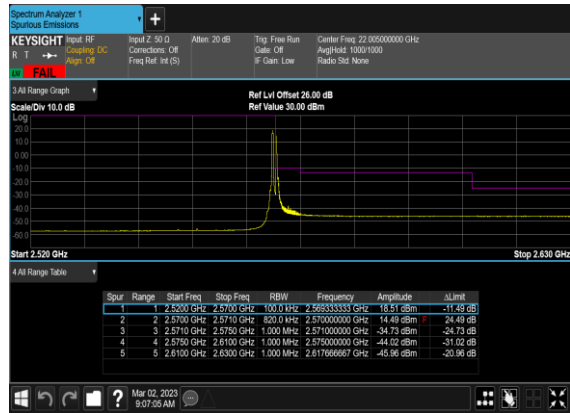 Spectrum Analyzer 1
Spurious Emissions
KEYSIGHT Input: RF Input Z: 50 Ω Atten: 20 dB Trig: Free Run Center Freq: 22.005000000 GHz
R T Coupling: DC Corrections: Off Gate: Off Avg|Hold: 1000/1000
Align: Off Freq Ref: Int (S) IF Gain: Low Radio Std: None
FAIL
3 All Range Graph
Ref Lvl Offset 26.00 dB
Scale/Div 10.0 dB Ref Value 30.00 dBm
Log
20.0
10.0
0.00
-10.0
-20.0
-30.0
-40.0
-50.0
-60.0
Start 2.520 GHz Stop 2.630 GHz
4 All Range Table
Spur Range Start Freq Stop Freq RBW Frequency Amplitude ΔLimit
1 1 2.5200 GHz 2.5700 GHz 100.0 kHz 2.569333333 GHz 18.51 dBm -11.49 dB
2 2 2.5700 GHz 2.5710 GHz 820.0 kHz 2.570000000 GHz 14.49 dBm F 24.49 dB
3 3 2.5710 GHz 2.5750 GHz 1.000 MHz 2.571000000 GHz -34.73 dBm -24.73 dB
4 4 2.5750 GHz 2.6100 GHz 1.000 MHz 2.575000000 GHz -44.02 dBm -31.02 dB
5 5 2.6100 GHz 2.6300 GHz 1.000 MHz 2.617666667 GHz -45.96 dBm -20.96 dB
Mar 02, 2023
9:07:05 AM